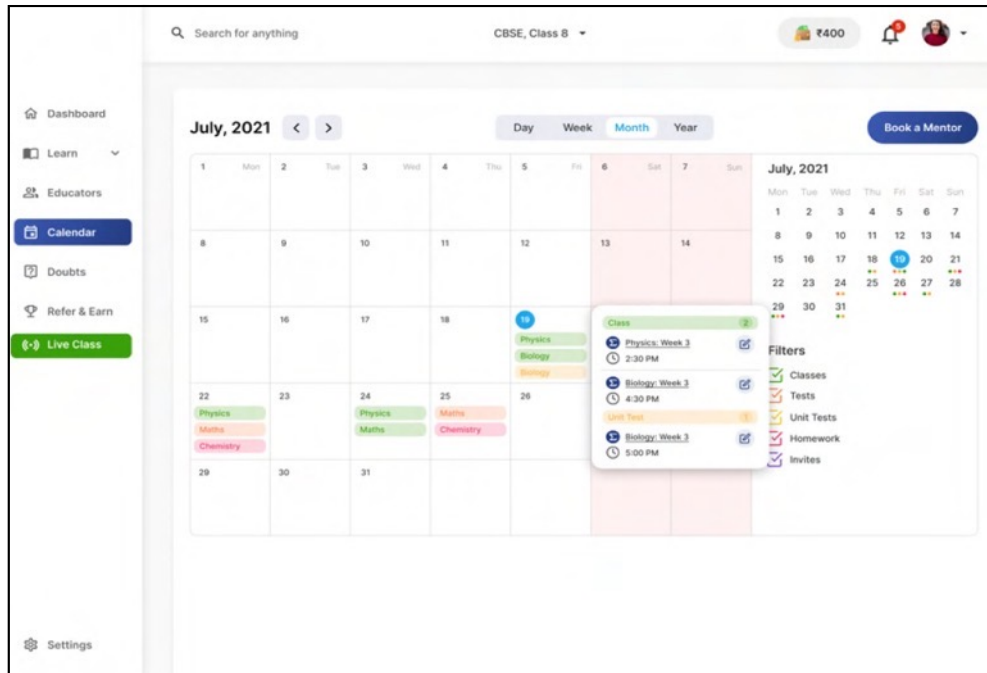 Search for anything
CBSE, Class 8
₹400
5
Dashboard
Learn
Educators
Calendar
Doubts
Refer & Earn
Live Class
Settings
July, 2021
Day Week Month Year
Book a Mentor
1 Mon 2 Tue 3 Wed 4 Thu 5 Fri 6 Sat 7 Sun
8 9 10 11 12 13 14
15 16 17 18 19
Physics
Biology
Biology
22 23 24 25 26
Physics Physics Maths
Maths Maths Chemistry
Chemistry
29 30 31
Class 2
Physics: Week 3
2:30 PM
Biology: Week 3
4:30 PM
Unit Test 1
Biology: Week 3
5:00 PM
July, 2021
Mon Tue Wed Thu Fri Sat Sun
1 2 3 4 5 6 7
8 9 10 11 12 13 14
15 16 17 18 19 20 21
22 23 24 25 26 27 28
29 30 31
Filters
Classes
Tests
Unit Tests
Homework
Invites